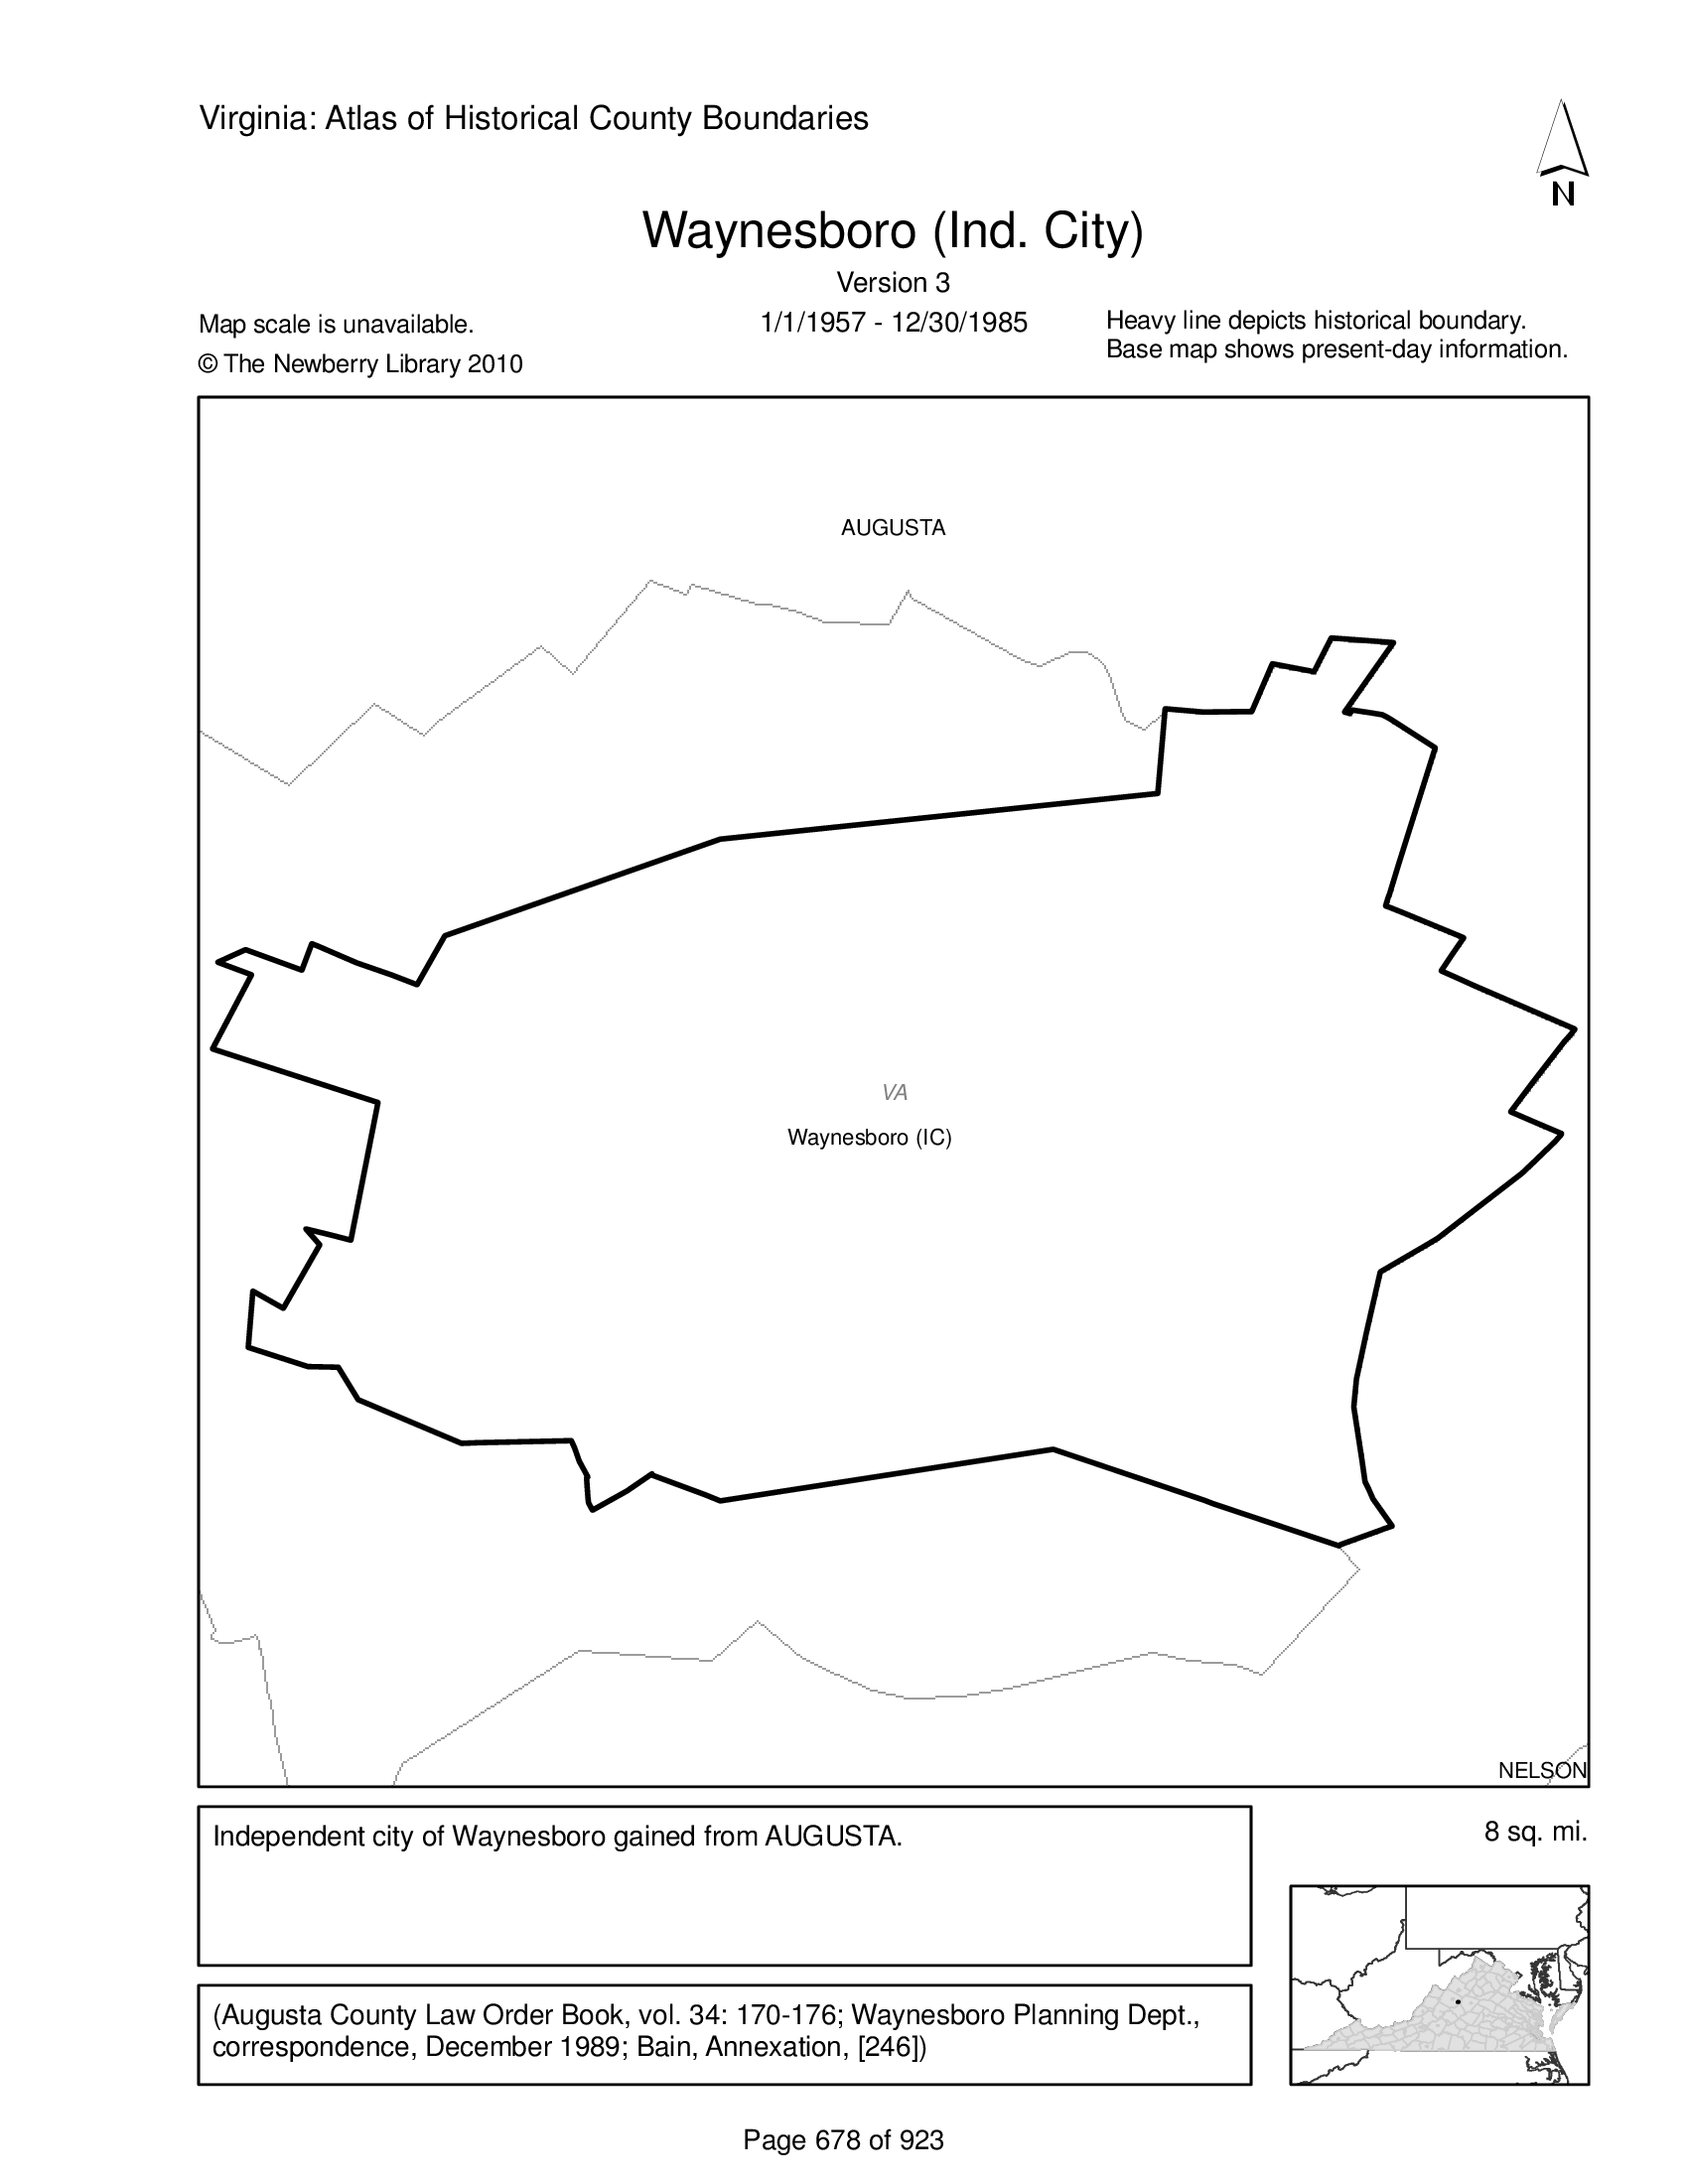 Virginia: Atlas of Historical County Boundaries
N
Waynesboro (Ind. City)
Version 3
Map scale is unavailable.
1/1/1957 - 12/30/1985
Heavy line depicts historical boundary.
Base map shows present-day information.
© The Newberry Library 2010
AUGUSTA
VA
Waynesboro (IC)
NELSON
Independent city of Waynesboro gained from AUGUSTA.
8 sq. mi.
(Augusta County Law Order Book, vol. 34: 170-176; Waynesboro Planning Dept.,
correspondence, December 1989; Bain, Annexation, [246])
Page 678 of 923